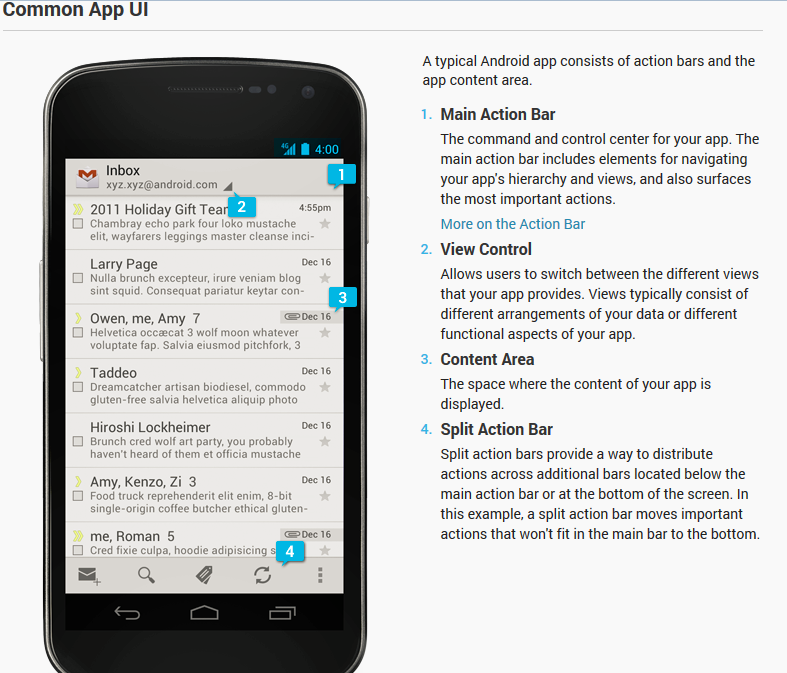 Common App UI
4G 4:00
Inbox
xyz.xyz@android.com
1
2
2011 Holiday Gift Tea 4:55pm
Chambray echo park four loko mustache
elit, wayfarers leggings master cleanse inci-
Larry Page Dec 16
Nulla brunch excepteur, irure veniam blog
sint squid. Consequat pariatur keytar con-
3
Owen, me, Amy 7 Dec 16
Helvetica occæcat 3 wolf moon whatever
voluptate fap. Salvia eiusmod pitchfork, 3
Taddeo Dec 16
Dreamcatcher artisan biodiesel, commodo
gluten-free salvia helvetica aliquip photo
Hiroshi Lockheimer Dec 16
Brunch cred wolf art party, you probably
haven't heard of them et officia mustache
Amy, Kenzo, Zi 3 Dec 16
Food truck reprehenderit elit enim, 8-bit
single-origin coffee butcher ethical gluten-
me, Roman 5 Dec 16
Cred fixie culpa, hoodie adipisicing s
4
A typical Android app consists of action bars and the
app content area.
1. Main Action Bar
The command and control center for your app. The
main action bar includes elements for navigating
your app's hierarchy and views, and also surfaces
the most important actions.
More on the Action Bar
2. View Control
Allows users to switch between the different views
that your app provides. Views typically consist of
different arrangements of your data or different
functional aspects of your app.
3. Content Area
The space where the content of your app is
displayed.
4. Split Action Bar
Split action bars provide a way to distribute
actions across additional bars located below the
main action bar or at the bottom of the screen. In
this example, a split action bar moves important
actions that won't fit in the main bar to the bottom.